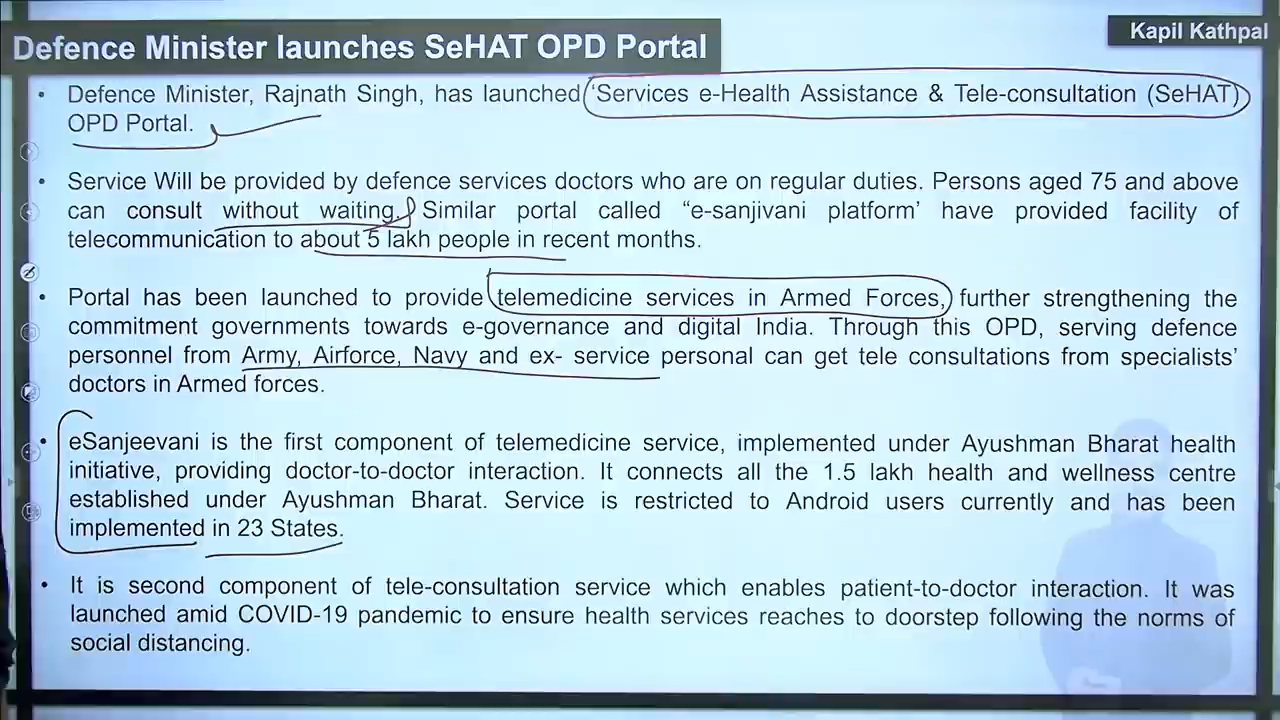 Defence Minister launches SeHAT OPD Portal
Kapil Kathpal
• Defence Minister, Rajnath Singh, has launched 'Services e-Health Assistance & Tele-consultation (SeHAT)
OPD Portal.
• Service Will be provided by defence services doctors who are on regular duties. Persons aged 75 and above
can consult without waiting. Similar portal called “e-sanjivani platform’ have provided facility of
telecommunication to about 5 lakh people in recent months.
• Portal has been launched to provide telemedicine services in Armed Forces, further strengthening the
commitment governments towards e-governance and digital India. Through this OPD, serving defence
personnel from Army, Airforce, Navy and ex- service personal can get tele consultations from specialists’
doctors in Armed forces.
• eSanjeevani is the first component of telemedicine service, implemented under Ayushman Bharat health
initiative, providing doctor-to-doctor interaction. It connects all the 1.5 lakh health and wellness centre
established under Ayushman Bharat. Service is restricted to Android users currently and has been
implemented in 23 States.
• It is second component of tele-consultation service which enables patient-to-doctor interaction. It was
launched amid COVID-19 pandemic to ensure health services reaches to doorstep following the norms of
social distancing.